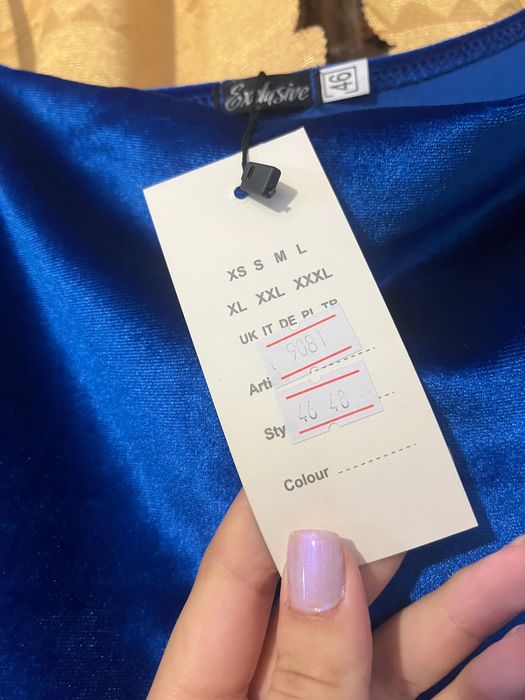 Exclusive
46
XS S M L
XL XXL XXXL
UK IT DE PL TR
9081
Arti
46 48
Sty
Colour